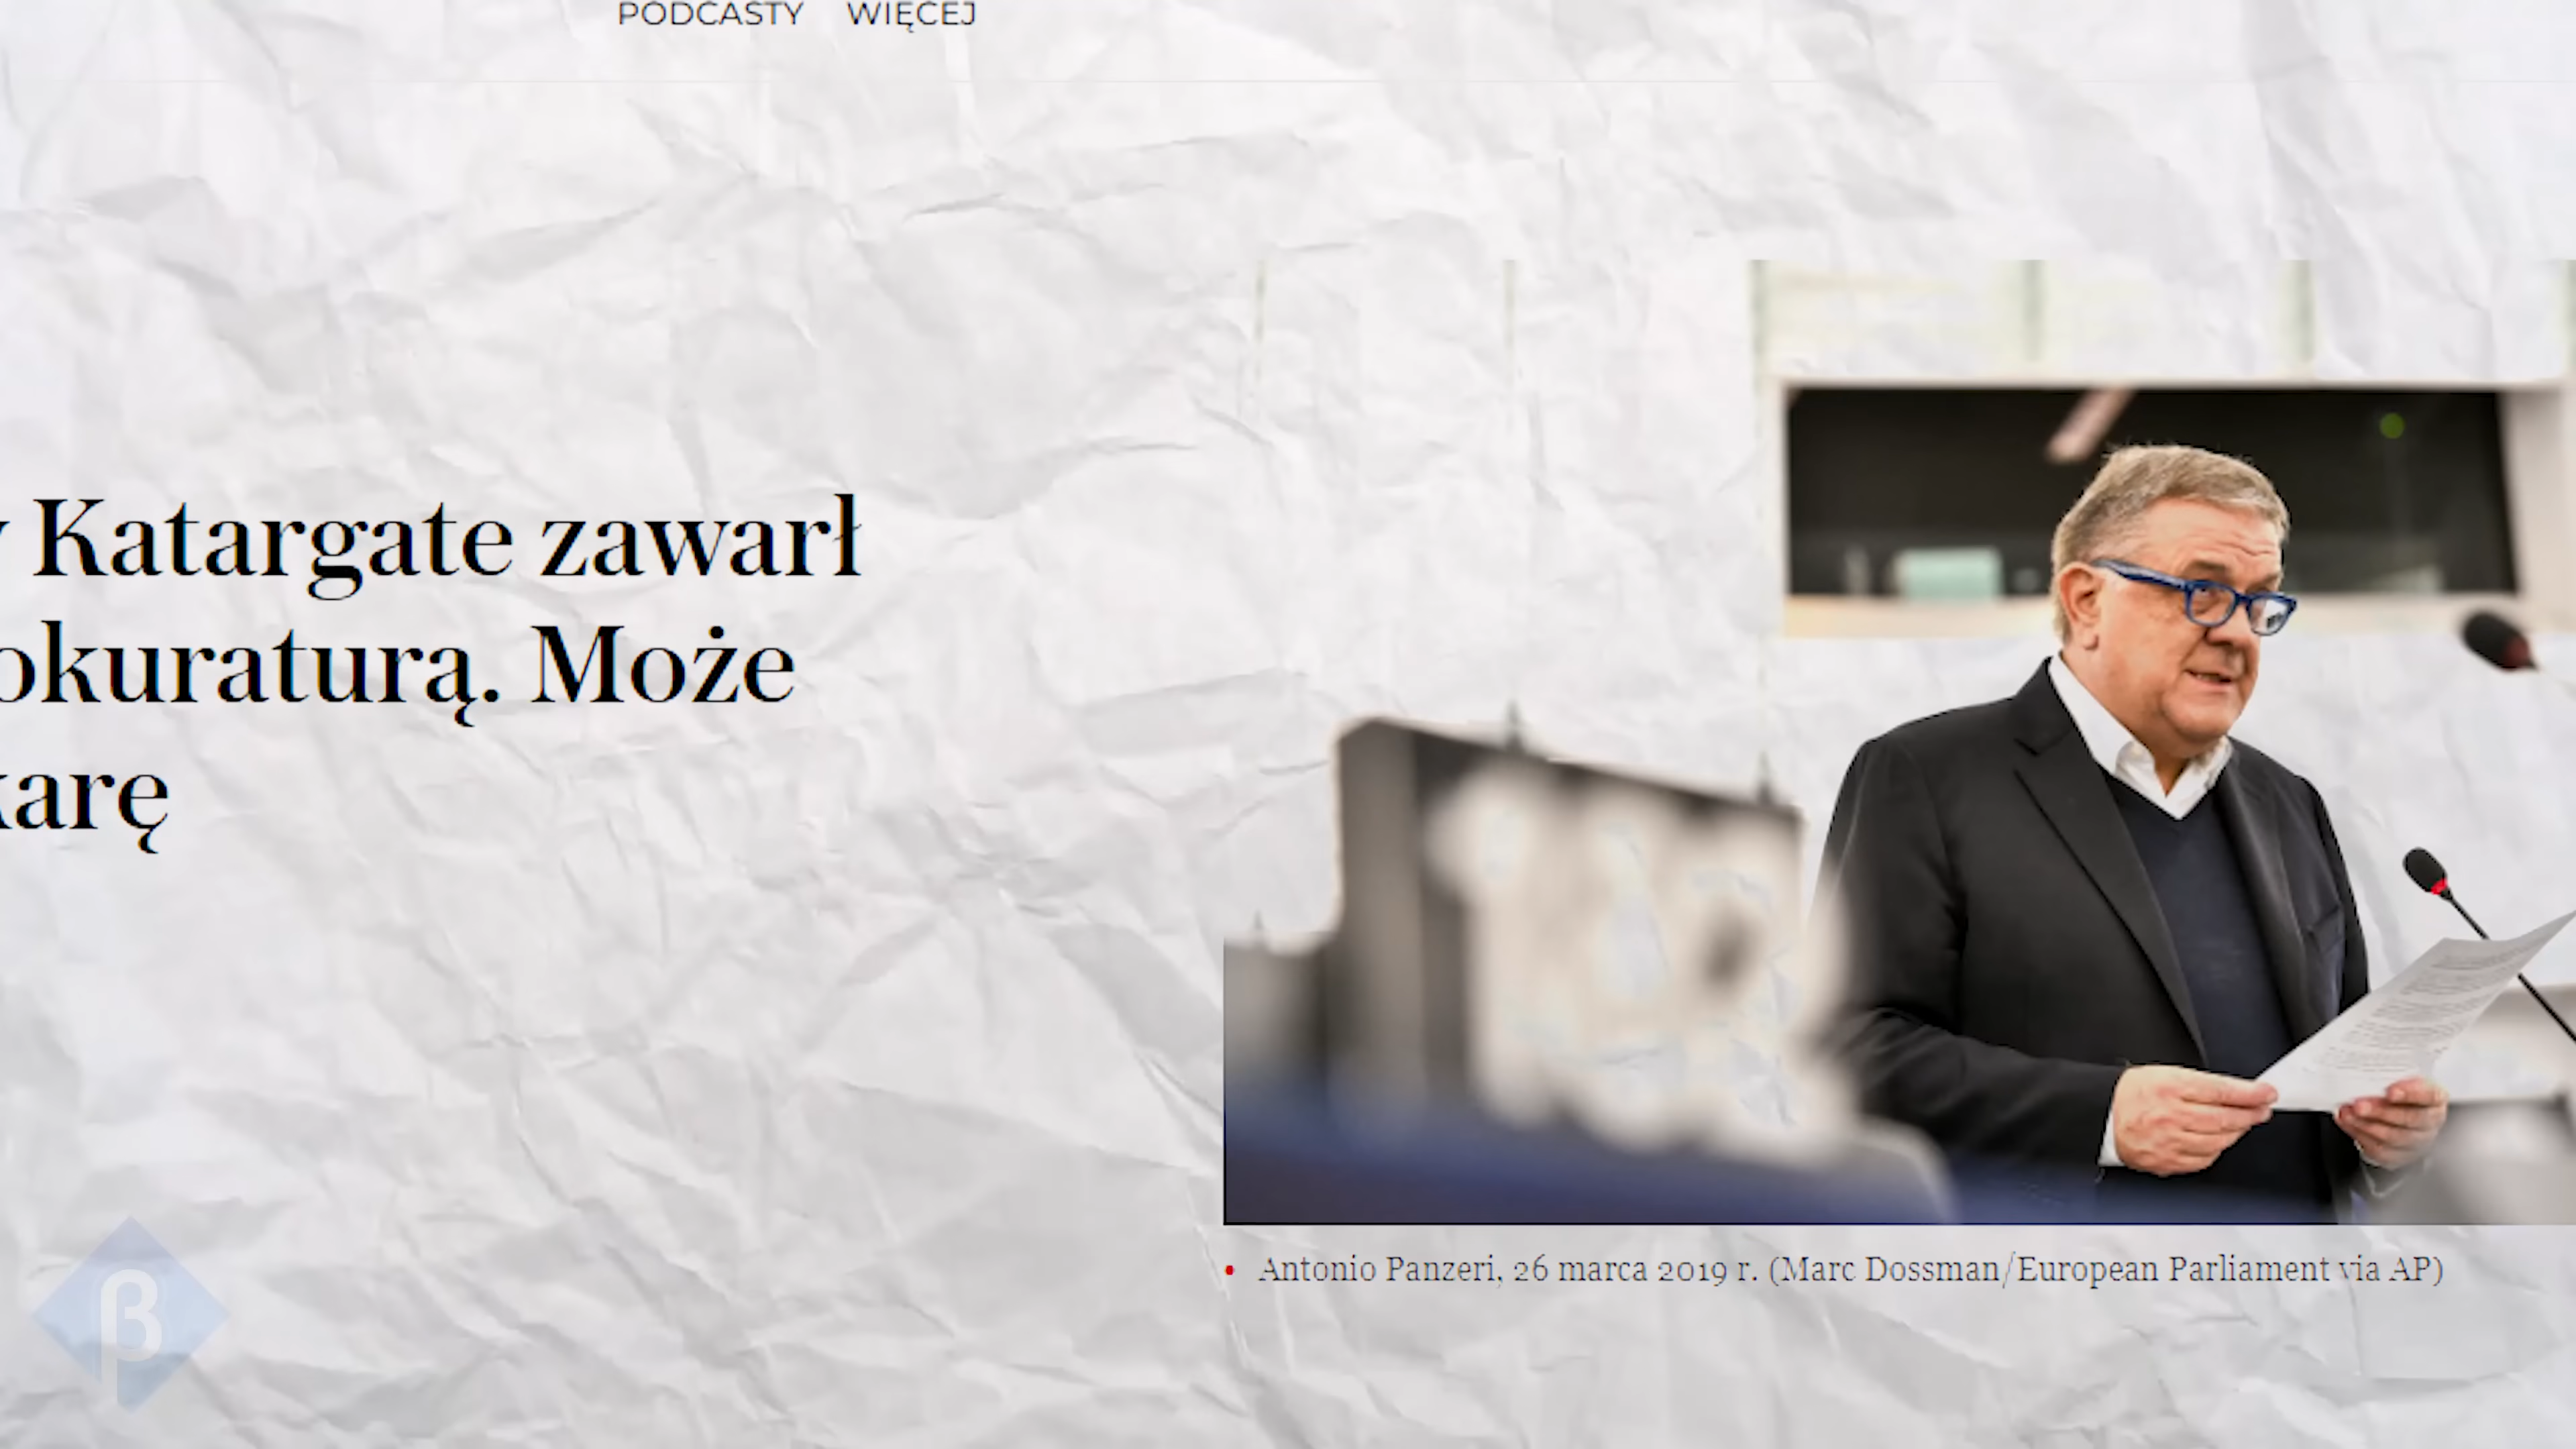 PODCASTY WIĘCEJ
Katargate zawarł
okuraturą. Może
karę
• Antonio Panzeri, 26 marca 2019 r. (Marc Dossman/European Parliament via AP)
β